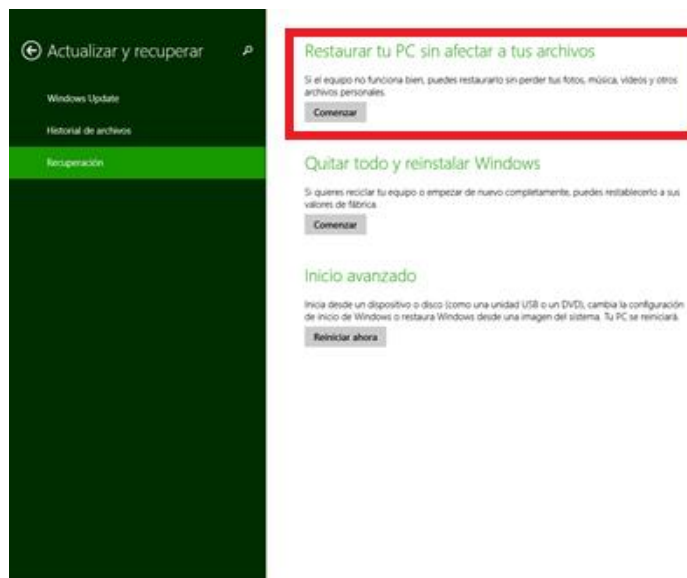 Actualizar y recuperar
Windows Update
Historial de archivos
Recuperación
Restaurar tu PC sin afectar a tus archivos
Si el equipo no funciona bien, puedes restaurarlo sin perder tus fotos, música, vídeos y otros
archivos personales.
Comenzar
Quitar todo y reinstalar Windows
Si quieres reciclar tu equipo o empezar de nuevo completamente, puedes restablecerlo a sus
valores de fábrica.
Comenzar
Inicio avanzado
Inicia desde un dispositivo o disco (como una unidad USB o un DVD), cambia la configuración
de inicio de Windows o restaura Windows desde una imagen del sistema. Tu PC se reiniciará.
Reiniciar ahora